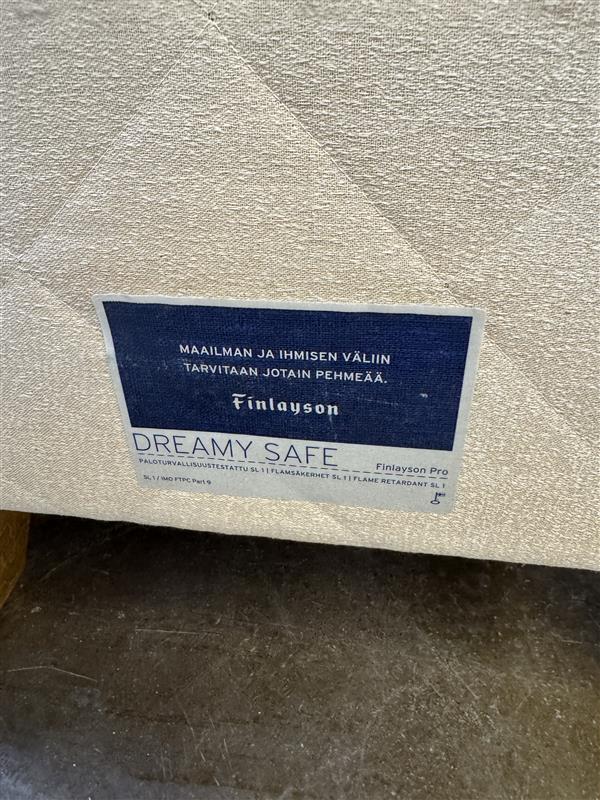 MAAILMAN JA IHMISEN VÄLIIN
TARVITAAN JOTAIN PEHMEÄÄ.
Finlayson
DREAMY SAFE
Finlayson Pro
PALOTURVALLISUUSTESTATTU SL 1 | FLAMSÄKERHET SL 1 | FLAME RETARDANT SL 1
SL 1 / IMO FTPC Part 9